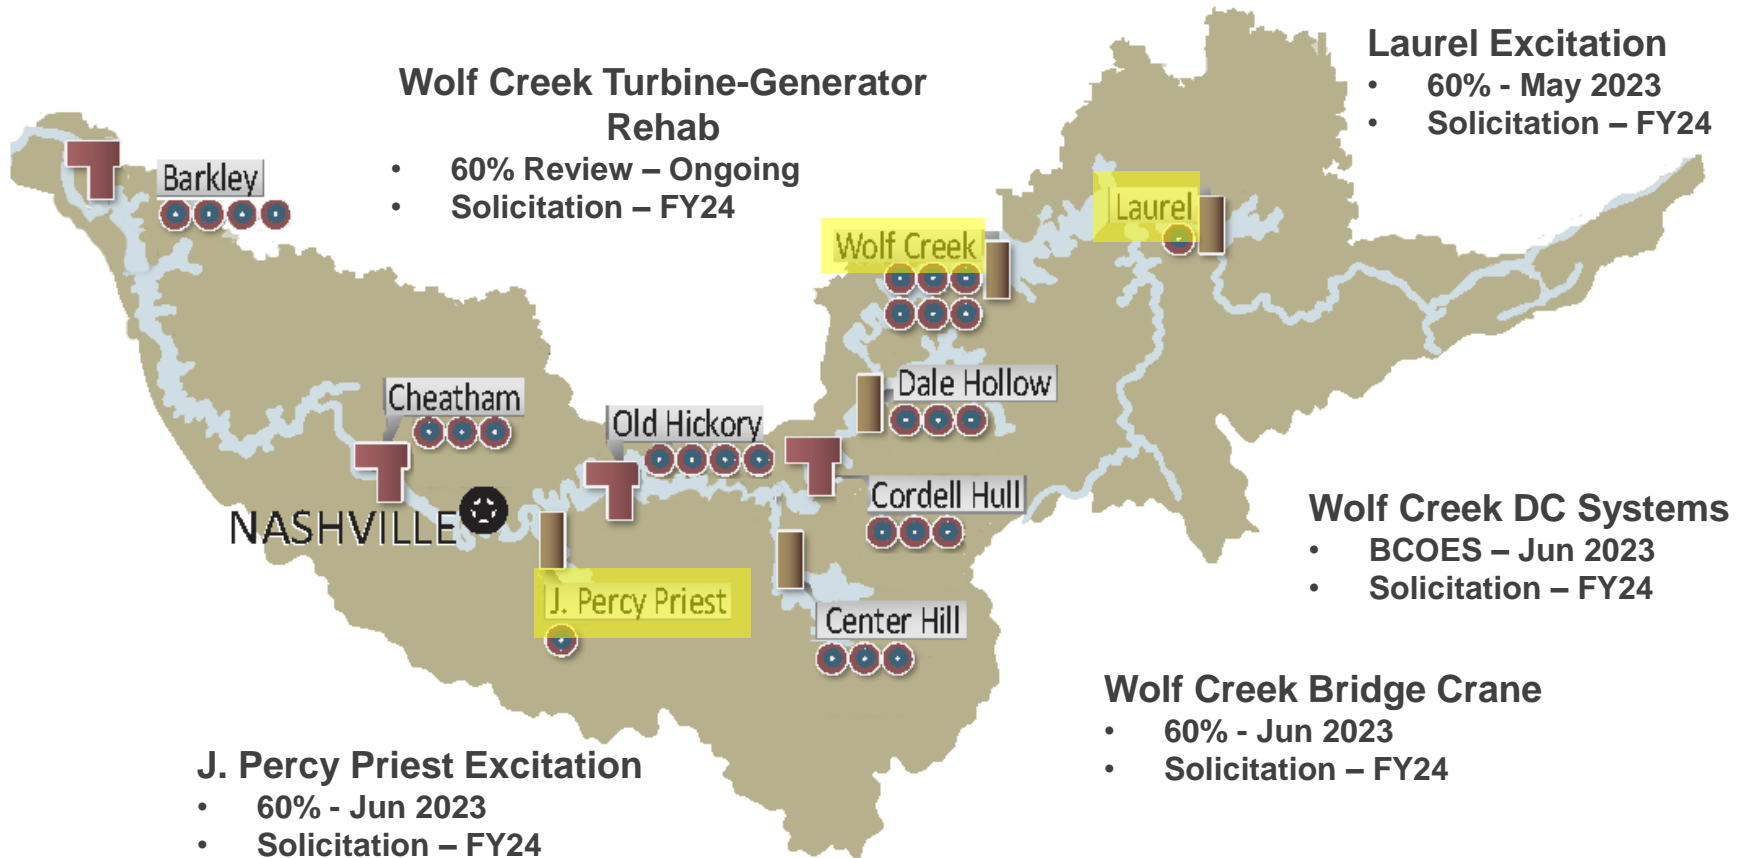 Laurel Excitation
• 60% - May 2023
• Solicitation – FY24
Wolf Creek Turbine-Generator
Rehab
• 60% Review – Ongoing
• Solicitation – FY24
Barkley
Laurel
Wolf Creek
Cheatham
Dale Hollow
Old Hickory
Cordell Hull
NASHVILLE
J. Percy Priest
Center Hill
Wolf Creek DC Systems
• BCOES – Jun 2023
• Solicitation – FY24
Wolf Creek Bridge Crane
• 60% - Jun 2023
• Solicitation – FY24
J. Percy Priest Excitation
• 60% - Jun 2023
• Solicitation – FY24